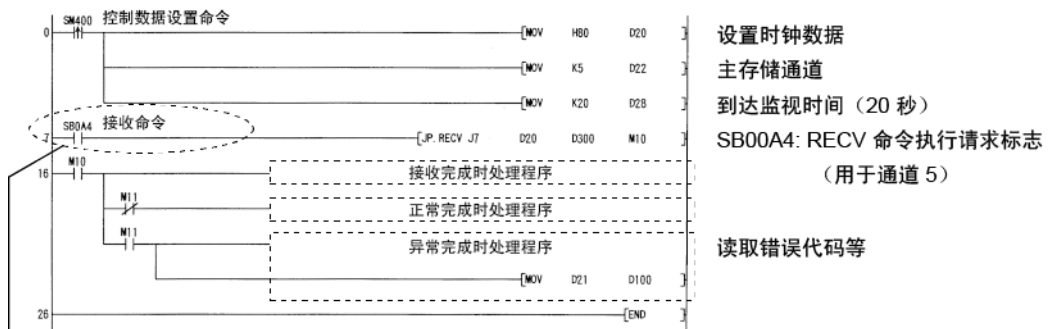 SM400 控制数据设置命令
0 [MOV H80 D20 ] 设置时钟数据
[MOV K5 D22 ] 主存储通道
[MOV K20 D28 ] 到达监视时间（20 秒）
SB0A4 接收命令
7 [JP.RECV J7 D20 D300 M10 ] SB00A4: RECV 命令执行请求标志
（用于通道 5）
M10
16 接收完成时处理程序
M11
正常完成时处理程序
M11
异常完成时处理程序 读取错误代码等
[MOV D21 D100 ]
26 [END ]